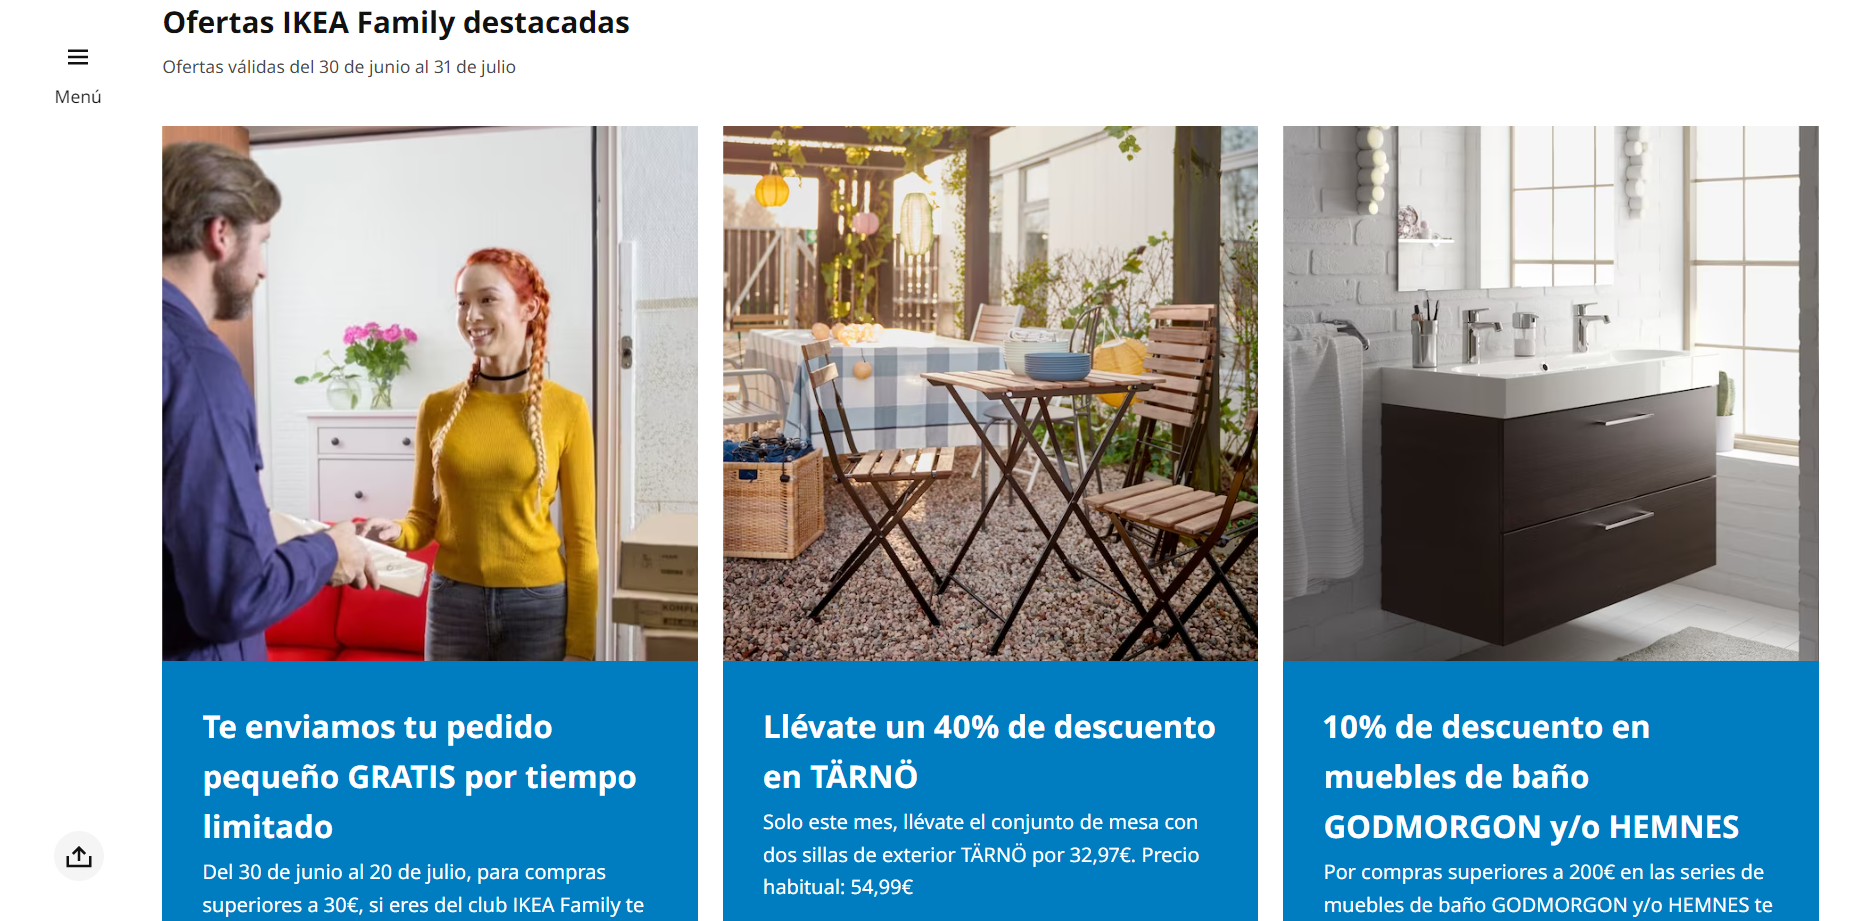 Ofertas IKEA Family destacadas
Ofertas válidas del 30 de junio al 31 de julio
Menú
Te enviamos tu pedido
pequeño GRATIS por tiempo
limitado
Del 30 de junio al 20 de julio, para compras
superiores a 30€, si eres del club IKEA Family te
Llévate un 40% de descuento
en TÄRNÖ
Solo este mes, llévate el conjunto de mesa con
dos sillas de exterior TÄRNÖ por 32,97€. Precio
habitual: 54,99€
10% de descuento en
muebles de baño
GODMORGON y/o HEMNES
Por compras superiores a 200€ en las series de
muebles de baño GODMORGON y/o HEMNES te